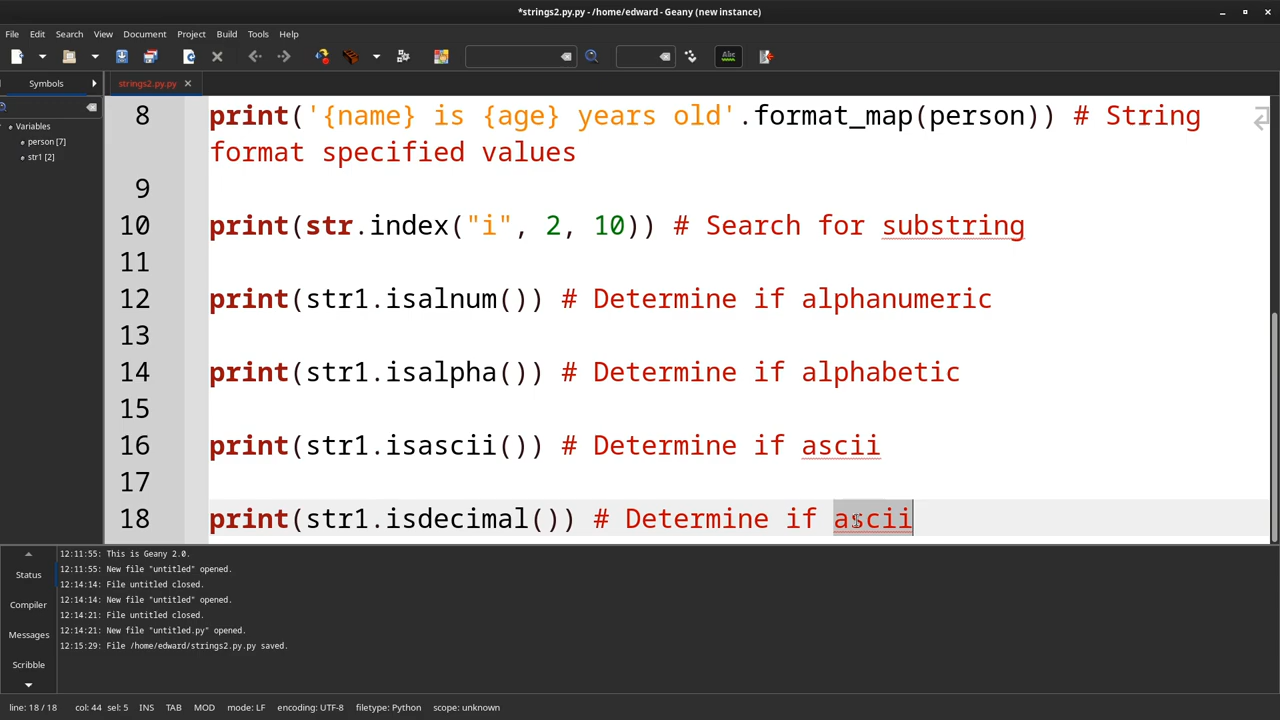 *strings2.py.py - /home/edward - Geany (new instance)
File Edit Search View Document Project Build Tools Help
Abc
Symbols
strings2.py.py
Variables
person [7]
str1 [2]
8 print('{name} is {age} years old'.format_map(person)) # String
format specified values
9
10 print(str.index("i", 2, 10)) # Search for substring
11
12 print(str1.isalnum()) # Determine if alphanumeric
13
14 print(str1.isalpha()) # Determine if alphabetic
15
16 print(str1.isascii()) # Determine if ascii
17
18 print(str1.isdecimal()) # Determine if ascii
Status
Compiler
Messages
Scribble
12:11:55: This is Geany 2.0.
12:11:55: New file "untitled" opened.
12:14:14: File untitled closed.
12:14:14: New file "untitled" opened.
12:14:21: File untitled closed.
12:14:21: New file "untitled.py" opened.
12:15:29: File /home/edward/strings2.py.py saved.
line: 18 / 18 col: 44 sel: 5 INS TAB MOD mode: LF encoding: UTF-8 filetype: Python scope: unknown